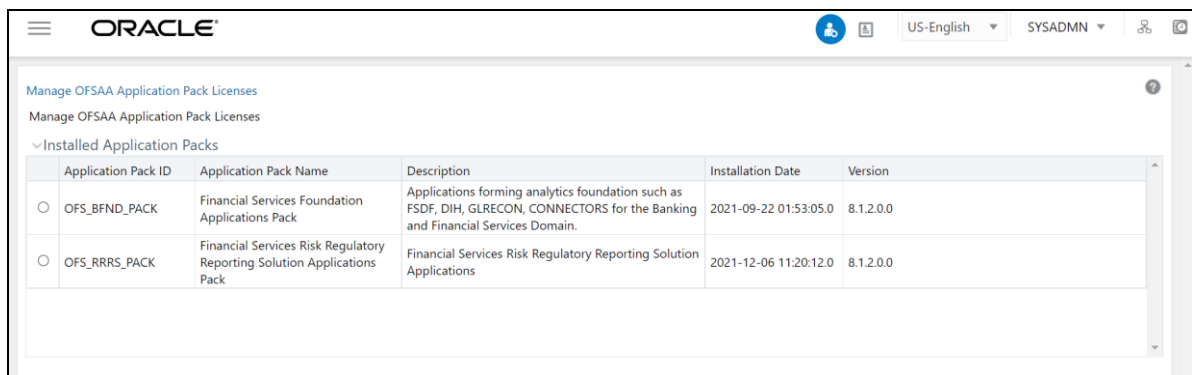 ORACLE
US-English
SYSADMN
Manage OFSAA Application Pack Licenses
Manage OFSAA Application Pack Licenses
Installed Application Packs
Application Pack ID Application Pack Name Description Installation Date Version
OFS_BFND_PACK
Financial Services Foundation
Applications Pack
Applications forming analytics foundation such as
FSDF, DIH, GLRECON, CONNECTORS for the Banking
and Financial Services Domain.
2021-09-22 01:53:05.0
8.1.2.0.0
OFS_RRRS_PACK
Financial Services Risk Regulatory
Reporting Solution Applications
Pack
Financial Services Risk Regulatory Reporting Solution
Applications
2021-12-06 11:20:12.0
8.1.2.0.0